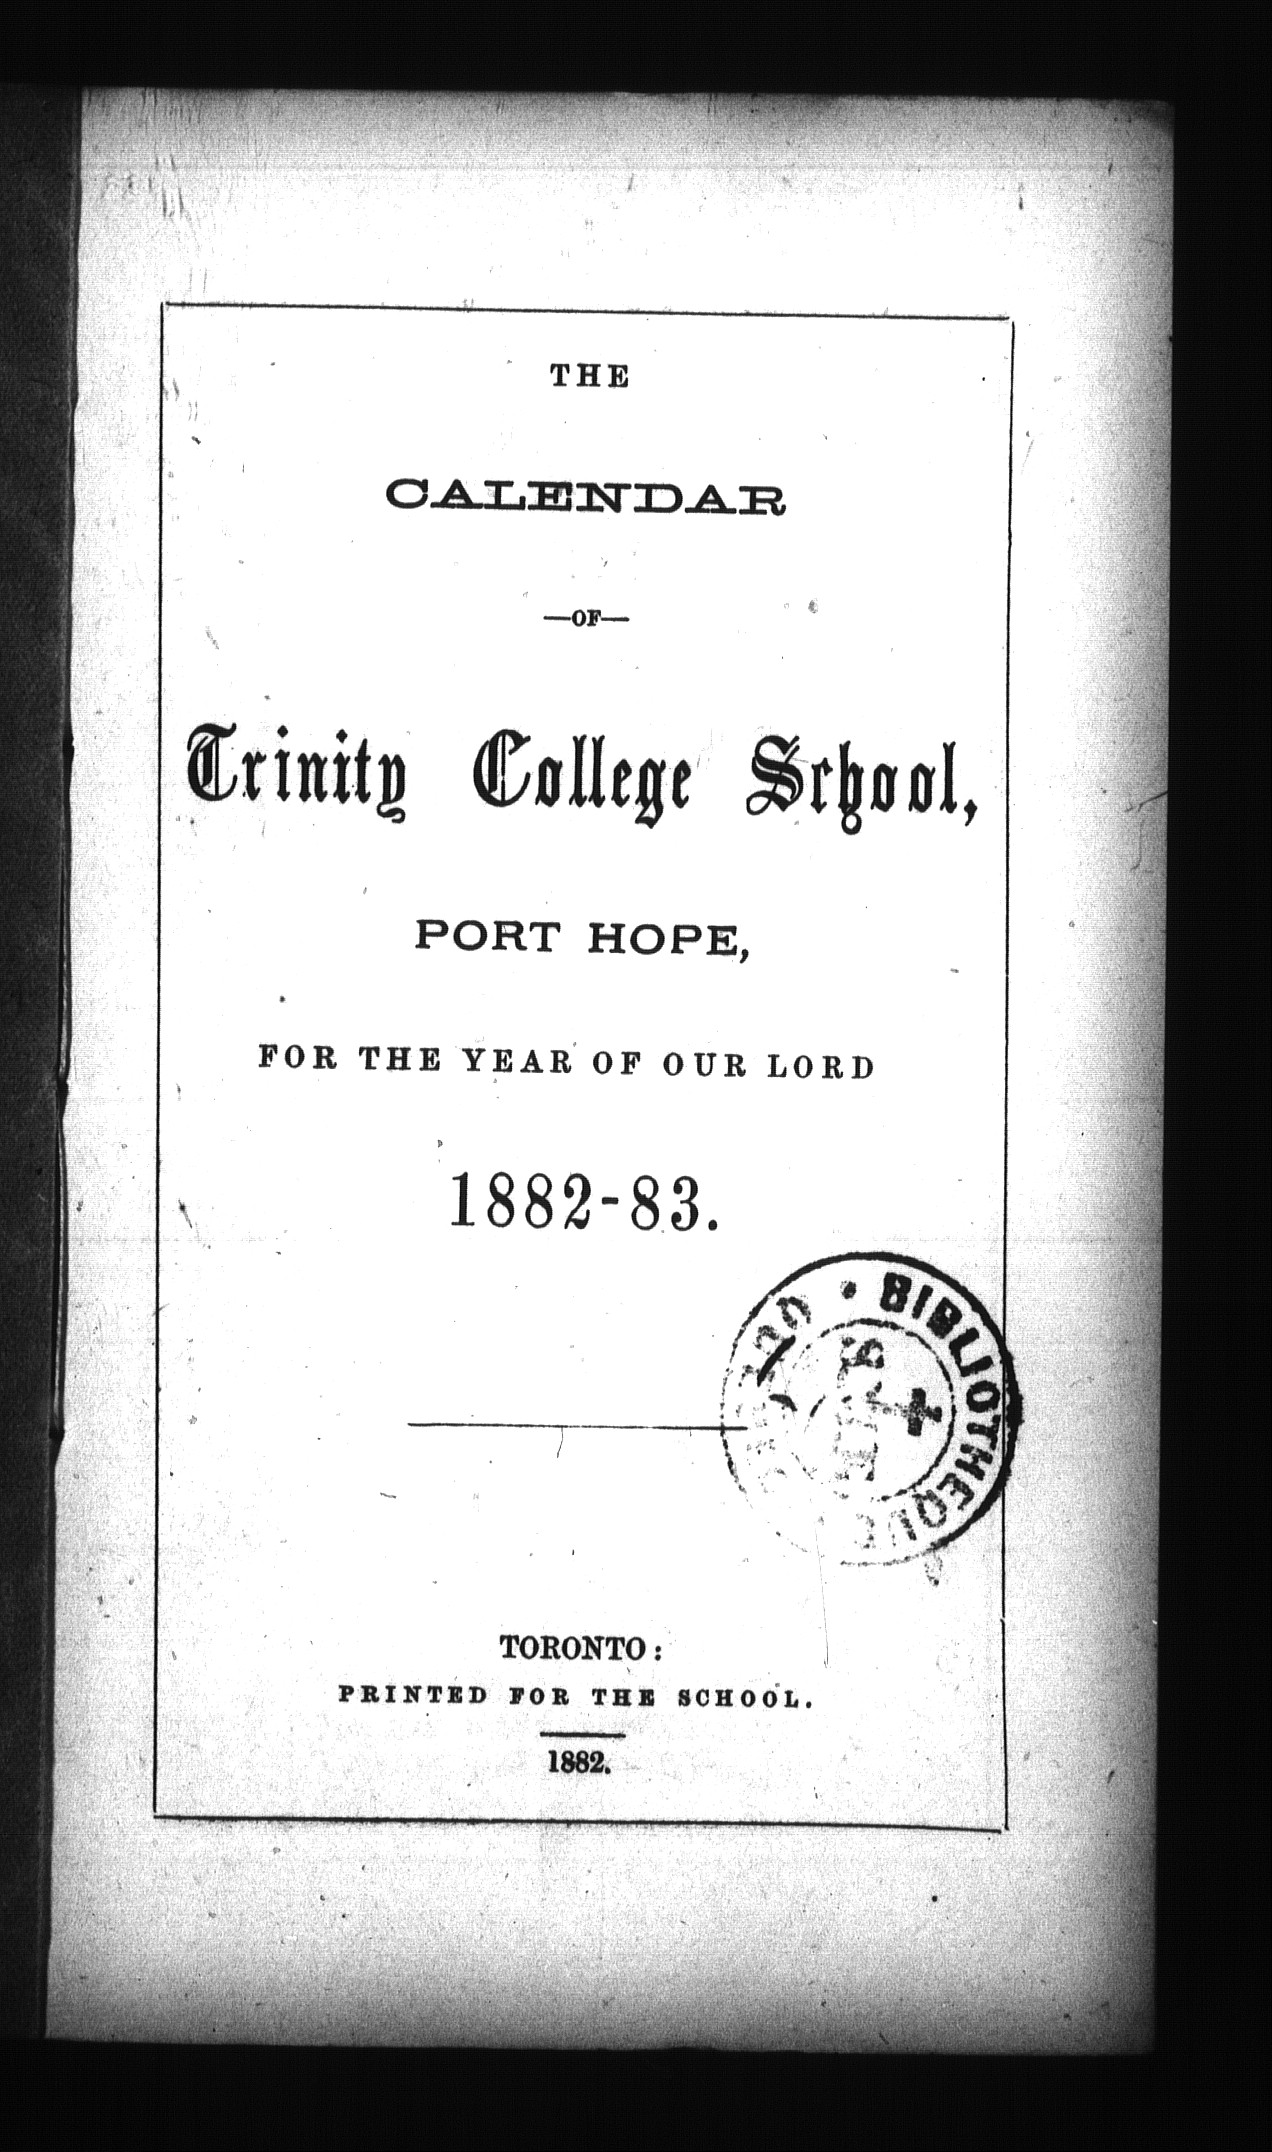 THE
CALENDAR
—OF—
Trinity College School,
PORT HOPE,
FOR THE YEAR OF OUR LORD
1882-83.
BIBLIOTHEQUE
TORONTO:
PRINTED FOR THE SCHOOL.
1882.